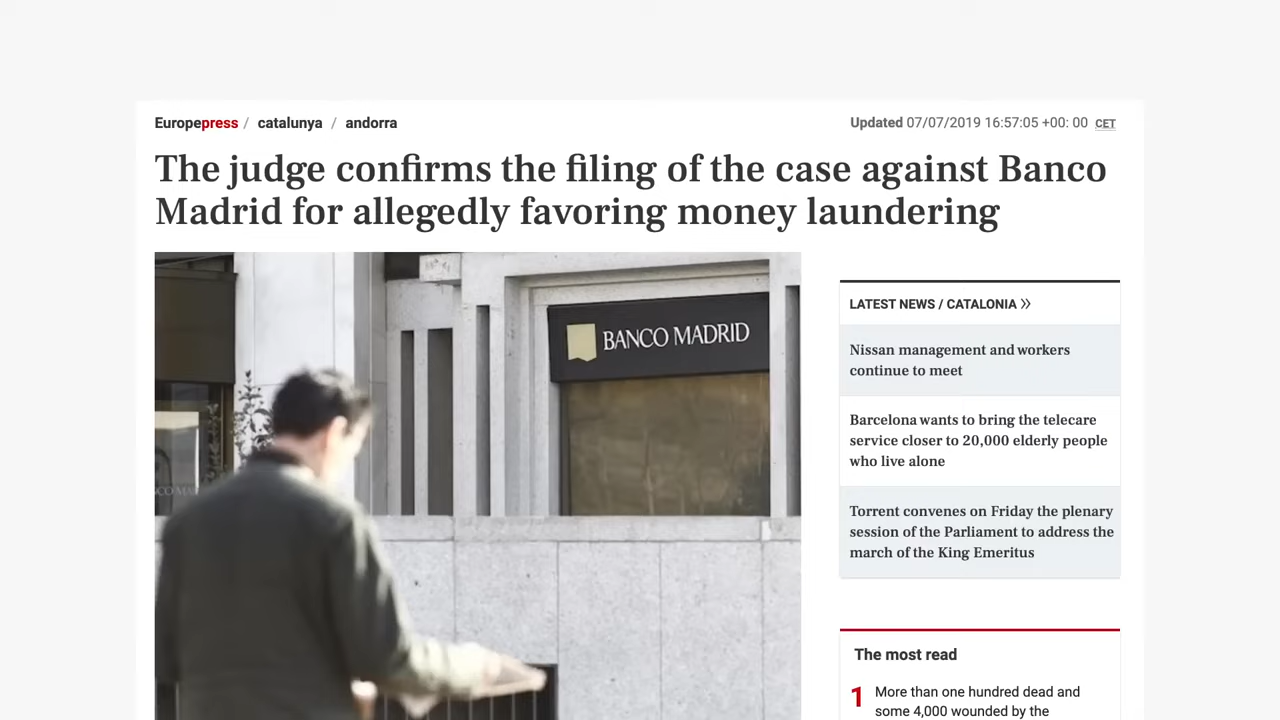 Europepress / catalunya / andorra
Updated 07/07/2019 16:57:05 +00: 00 CET
The judge confirms the filing of the case against Banco
Madrid for allegedly favoring money laundering
BANCO MADRID
LATEST NEWS / CATALONIA »
Nissan management and workers
continue to meet
Barcelona wants to bring the telecare
service closer to 20,000 elderly people
who live alone
Torrent convenes on Friday the plenary
session of the Parliament to address the
march of the King Emeritus
The most read
1 More than one hundred dead and
some 4,000 wounded by the